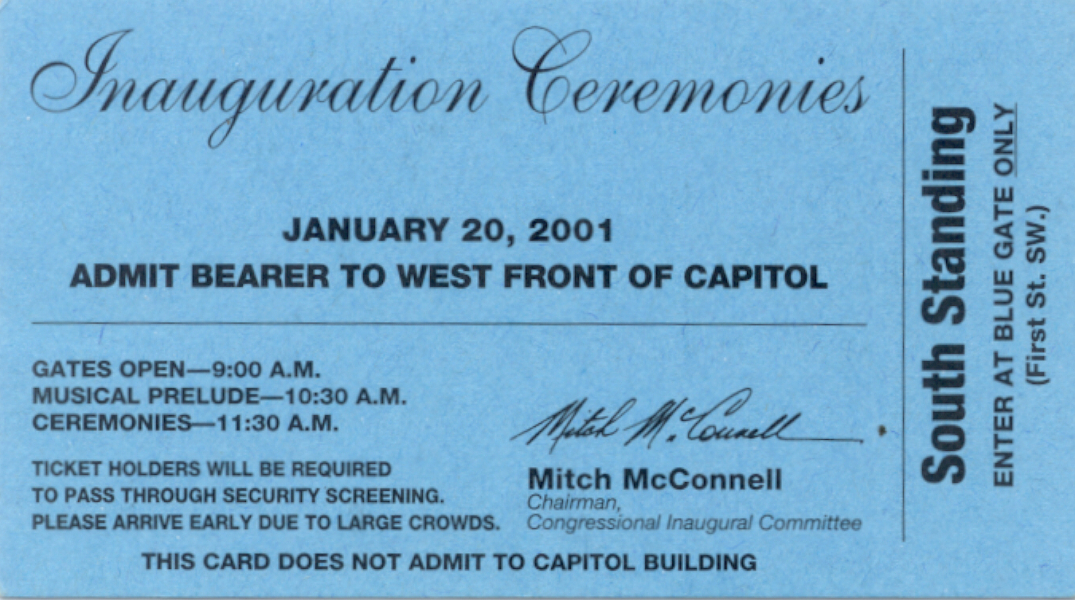 Inauguration Ceremonies
JANUARY 20, 2001
ADMIT BEARER TO WEST FRONT OF CAPITOL
GATES OPEN—9:00 A.M.
MUSICAL PRELUDE—10:30 A.M.
CEREMONIES—11:30 A.M.
TICKET HOLDERS WILL BE REQUIRED
TO PASS THROUGH SECURITY SCREENING.
PLEASE ARRIVE EARLY DUE TO LARGE CROWDS.
Mitch McConnell
Mitch McConnell
Chairman,
Congressional Inaugural Committee
THIS CARD DOES NOT ADMIT TO CAPITOL BUILDING
South Standing
ENTER AT BLUE GATE ONLY
(First St. SW.)